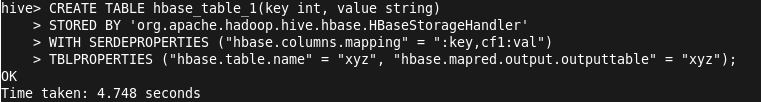 hive> CREATE TABLE hbase_table_1(key int, value string)
    > STORED BY 'org.apache.hadoop.hive.hbase.HBaseStorageHandler'
    > WITH SERDEPROPERTIES ("hbase.columns.mapping" = ":key,cf1:val")
    > TBLPROPERTIES ("hbase.table.name" = "xyz", "hbase.mapred.output.outputtable" = "xyz");
OK
Time taken: 4.748 seconds